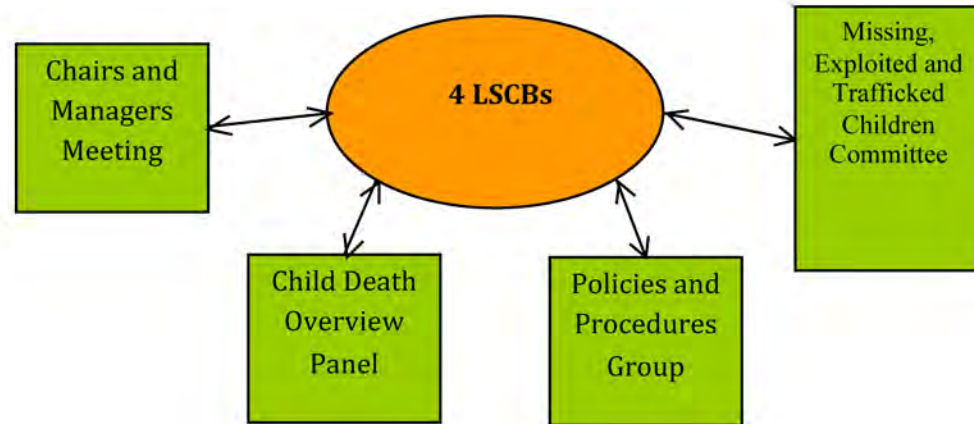 Chairs and
Managers
Meeting
4 LSCBs
Missing,
Exploited and
Trafficked
Children
Committee
Child Death
Overview
Panel
Policies and
Procedures
Group